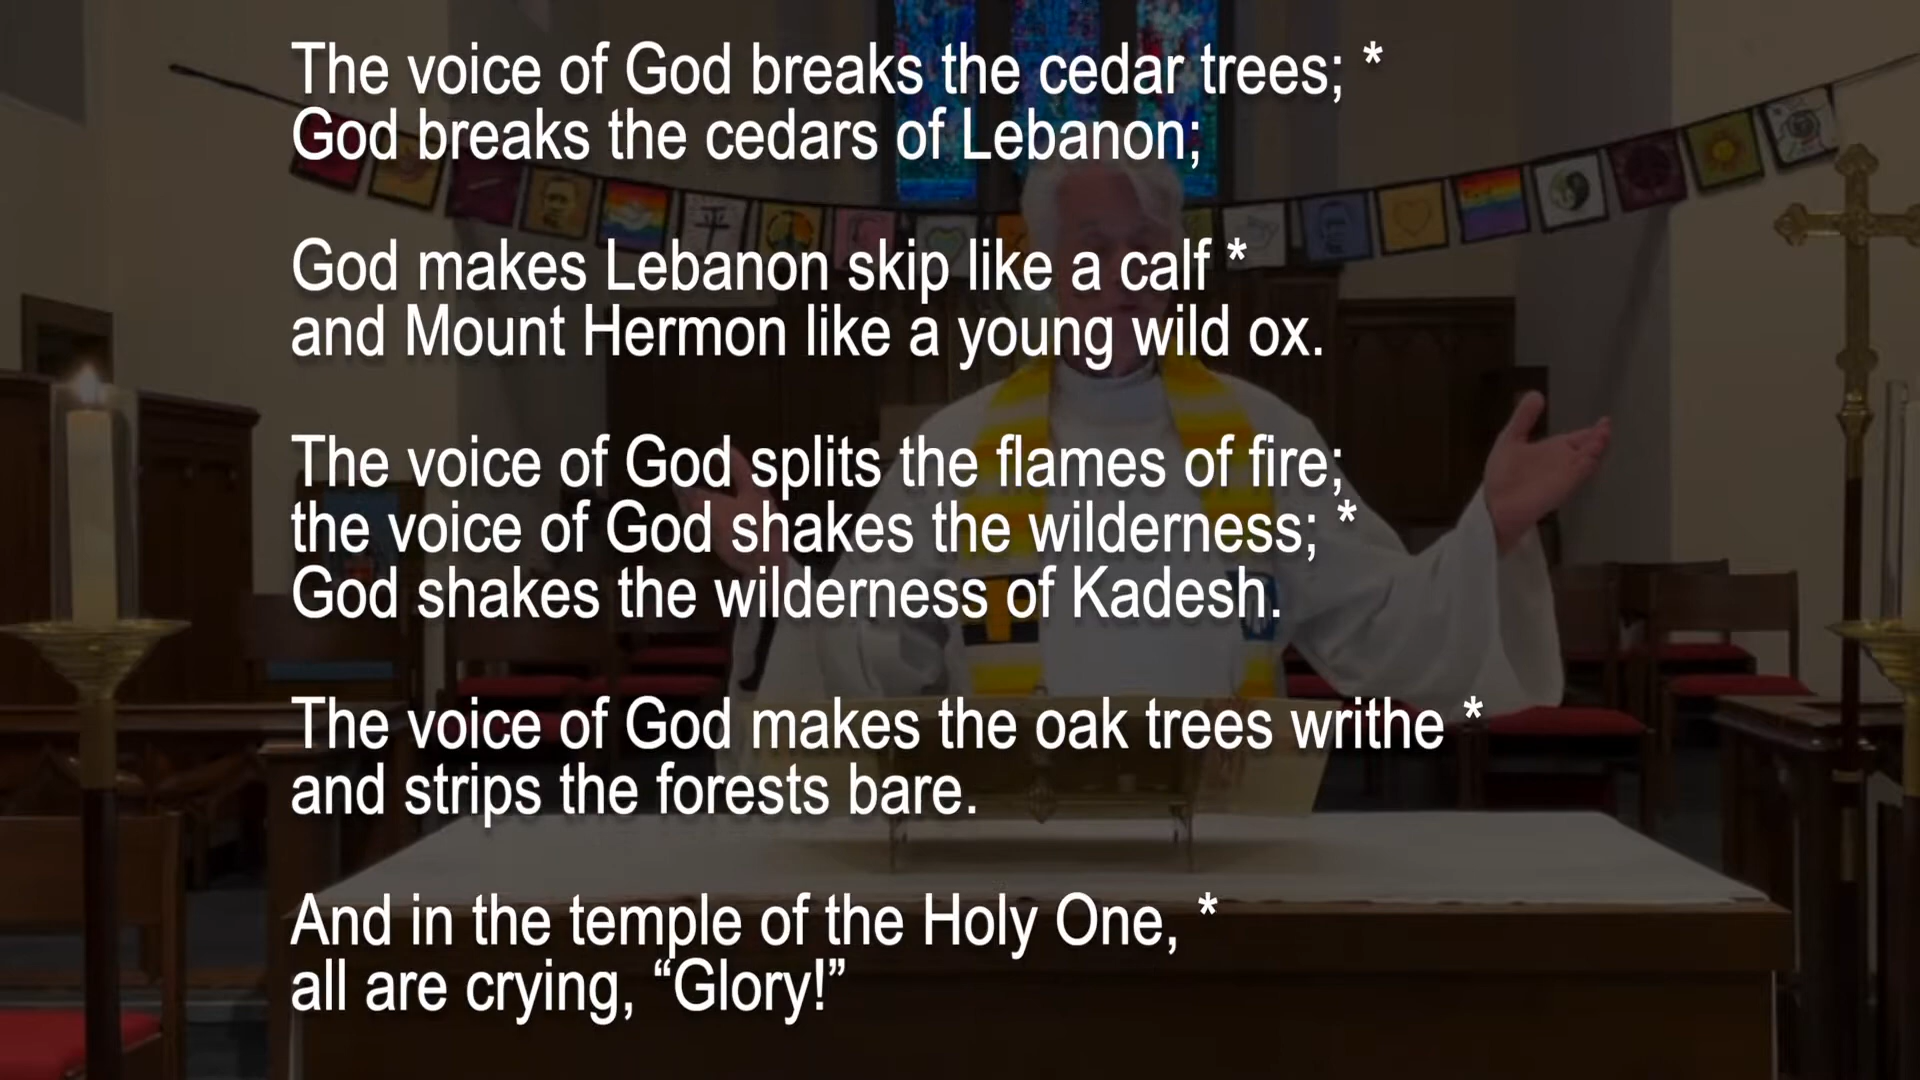 The voice of God breaks the cedar trees; *
God breaks the cedars of Lebanon;
God makes Lebanon skip like a calf *
and Mount Hermon like a young wild ox.
The voice of God splits the flames of fire;
the voice of God shakes the wilderness; *
God shakes the wilderness of Kadesh.
The voice of God makes the oak trees writhe *
and strips the forests bare.
And in the temple of the Holy One, *
all are crying, “Glory!”